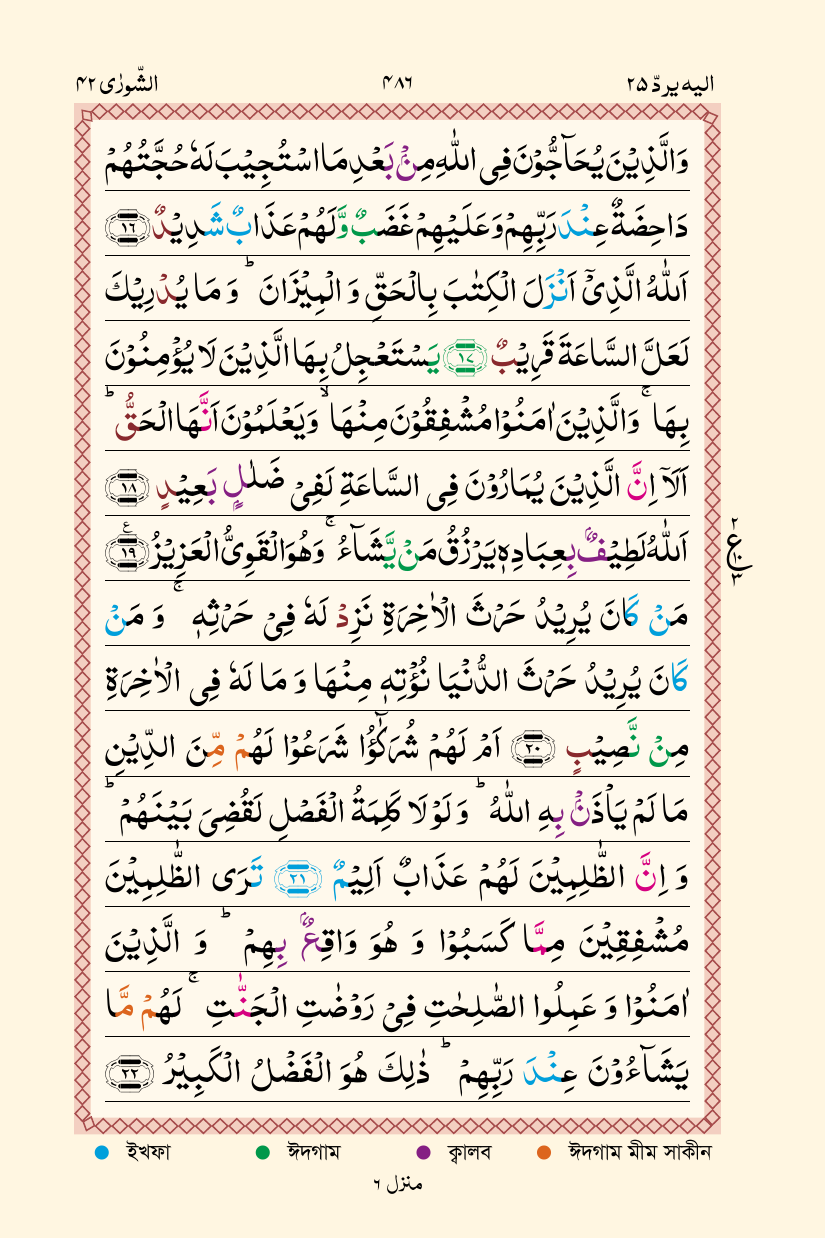 اليه يردّ ٢٥ ٤٨٦ الشّورٰى ٤٢
وَالَّذِيۡنَ يُحَآجُّوۡنَ فِى اللّٰهِ مِنۡۢ بَعۡدِ مَا اسۡتُجِيۡبَ لَهٗ حُجَّتُهُمۡ
دَاحِضَةٌ عِنۡدَ رَبِّهِمۡ وَعَلَيۡهِمۡ غَضَبٌ وَّلَهُمۡ عَذَابٌ شَدِيۡدٌ ١٦
اَللّٰهُ الَّذِىۡۤ اَنۡزَلَ الۡكِتٰبَ بِالۡحَقِّ وَ الۡمِيۡزَانَ ؕ وَ مَا يُدۡرِيۡكَ
لَعَلَّ السَّاعَةَ قَرِيۡبٌ ١٧ يَسۡتَعۡجِلُ بِهَا الَّذِيۡنَ لَا يُؤۡمِنُوۡنَ
بِهَا ۚ وَالَّذِيۡنَ اٰمَنُوۡا مُشۡفِقُوۡنَ مِنۡهَا ۙ وَيَعۡلَمُوۡنَ اَنَّهَا الۡحَقُّ ؕ
اَلَاۤ اِنَّ الَّذِيۡنَ يُمَارُوۡنَ فِى السَّاعَةِ لَفِىۡ ضَلٰلٍۢ بَعِيۡدٍ ١٨
اَللّٰهُ لَطِيۡفٌۢ بِعِبَادِهٖ يَرۡزُقُ مَنۡ يَّشَآءُ ۚ وَهُوَ الۡقَوِىُّ الۡعَزِيۡزُ ١٩ ع
٢ ع ١٠ ٣
مَنۡ كَانَ يُرِيۡدُ حَرۡثَ الۡاٰخِرَةِ نَزِدۡ لَهٗ فِىۡ حَرۡثِهٖ ۚ وَ مَنۡ
كَانَ يُرِيۡدُ حَرۡثَ الدُّنۡيَا نُؤۡتِهٖ مِنۡهَا وَ مَا لَهٗ فِى الۡاٰخِرَةِ
مِنۡ نَّصِيۡبٍ ٢٠ اَمۡ لَهُمۡ شُرَكٰٓؤُا شَرَعُوۡا لَهُمۡ مِّنَ الدِّيۡنِ
مَا لَمۡ يَاۡذَنۡۢ بِهِ اللّٰهُ ؕ وَ لَوۡلَا كَلِمَةُ الۡفَصۡلِ لَقُضِىَ بَيۡنَهُمۡ ؕ
وَ اِنَّ الظّٰلِمِيۡنَ لَهُمۡ عَذَابٌ اَلِيۡمٌ ٢١ تَرَى الظّٰلِمِيۡنَ
مُشۡفِقِيۡنَ مِمَّا كَسَبُوۡا وَ هُوَ وَاقِعٌۢ بِهِمۡ ؕ وَ الَّذِيۡنَ
اٰمَنُوۡا وَ عَمِلُوا الصّٰلِحٰتِ فِىۡ رَوۡضٰتِ الۡجَنّٰتِ ۚ لَهُمۡ مَّا
يَشَآءُوۡنَ عِنۡدَ رَبِّهِمۡ ؕ ذٰلِكَ هُوَ الۡفَضۡلُ الۡكَبِيۡرُ ٢٢
ইখফা ঈদগাম ক্বালব ঈদগাম মীম সাকীন
منزل ٦